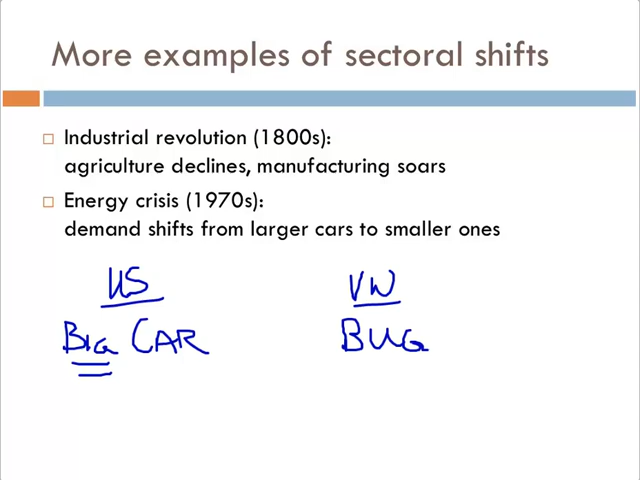 More examples of sectoral shifts
Industrial revolution (1800s):
agriculture declines, manufacturing soars
Energy crisis (1970s):
demand shifts from larger cars to smaller ones
US VW
BIG CAR BUG